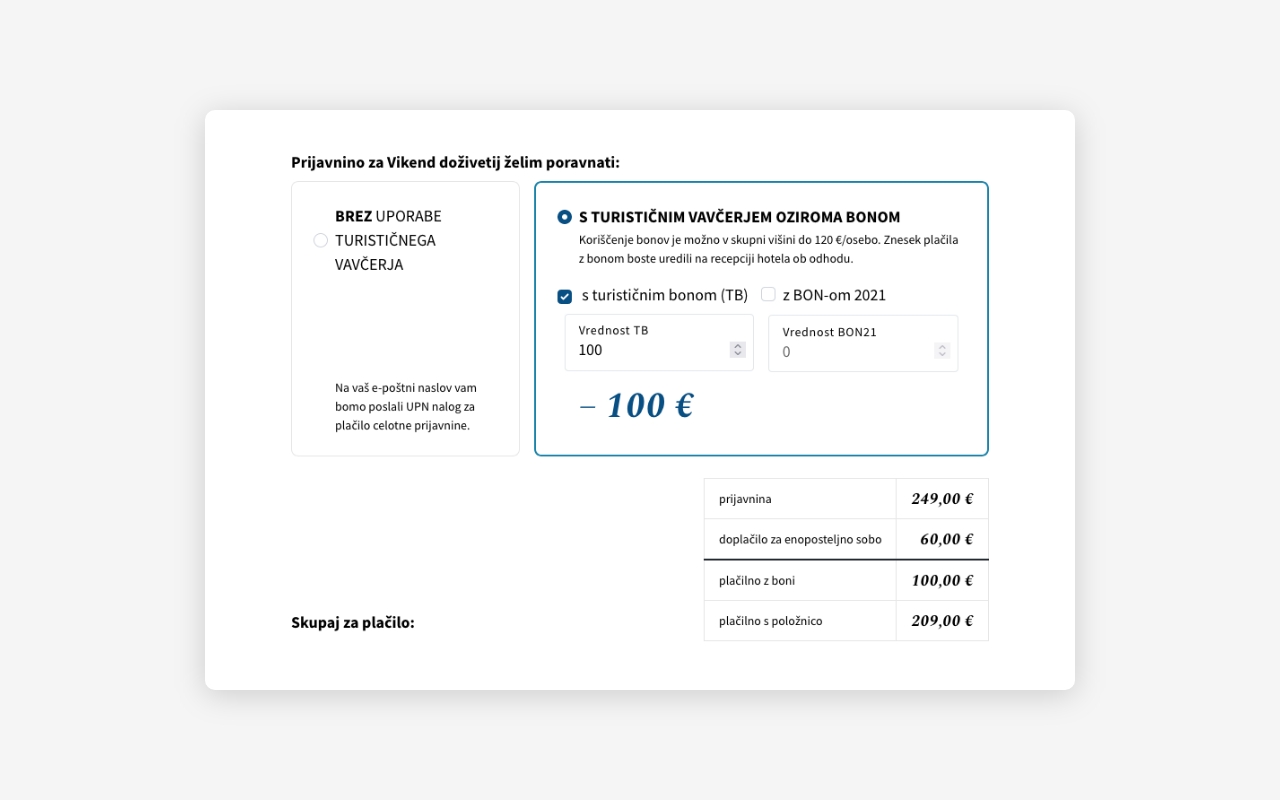 Prijavnino za Vikend doživetij želim poravnati:
BREZ UPORABE
TURISTIČNEGA
VAVČERJA
Na vaš e-poštni naslov vam
bomo poslali UPN nalog za
plačilo celotne prijavnine.
S TURISTIČNIM VAVČERJEM OZIROMA BONOM
Koriščenje bonov je možno v skupni višini do 120 €/osebo. Znesek plačila
z bonom boste uredili na recepciji hotela ob odhodu.
s turističnim bonom (TB)
z BON-om 2021
Vrednost TB
100
Vrednost BON21
0
– 100 €
prijavnina 249,00 €
doplačilo za enoposteljno sobo 60,00 €
plačilno z boni 100,00 €
Skupaj za plačilo:
plačilno s položnico 209,00 €